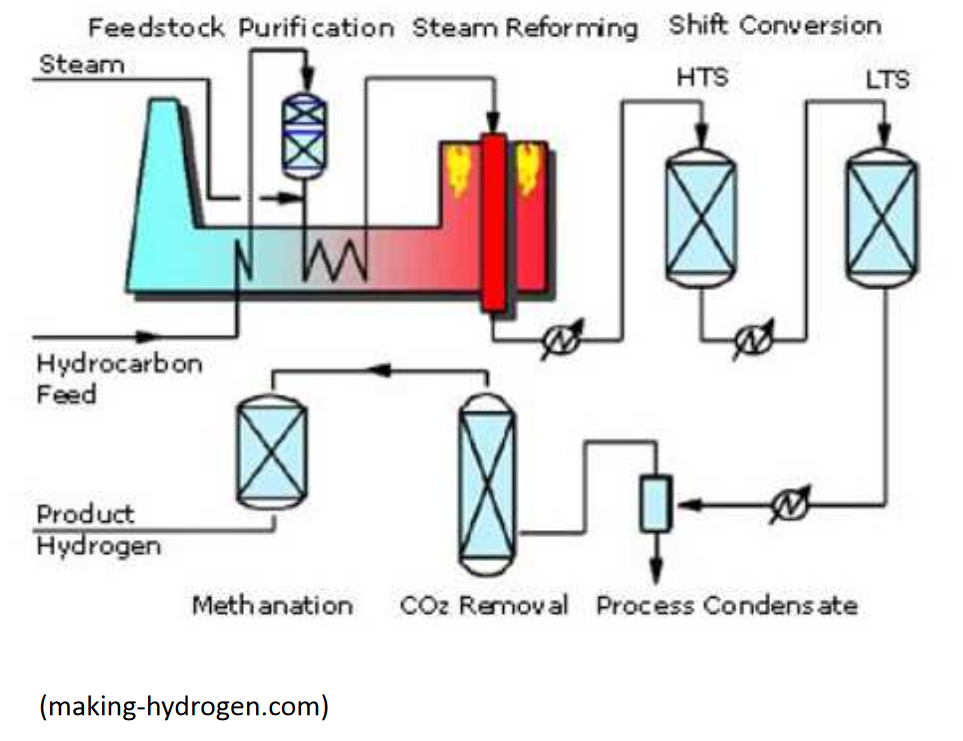 Feedstock Purification Steam Reforming Shift Conversion
Steam
HTS
LTS
Hydrocarbon
Feed
Product
Hydrogen
Methanation CO2 Removal Process Condensate
(making-hydrogen.com)